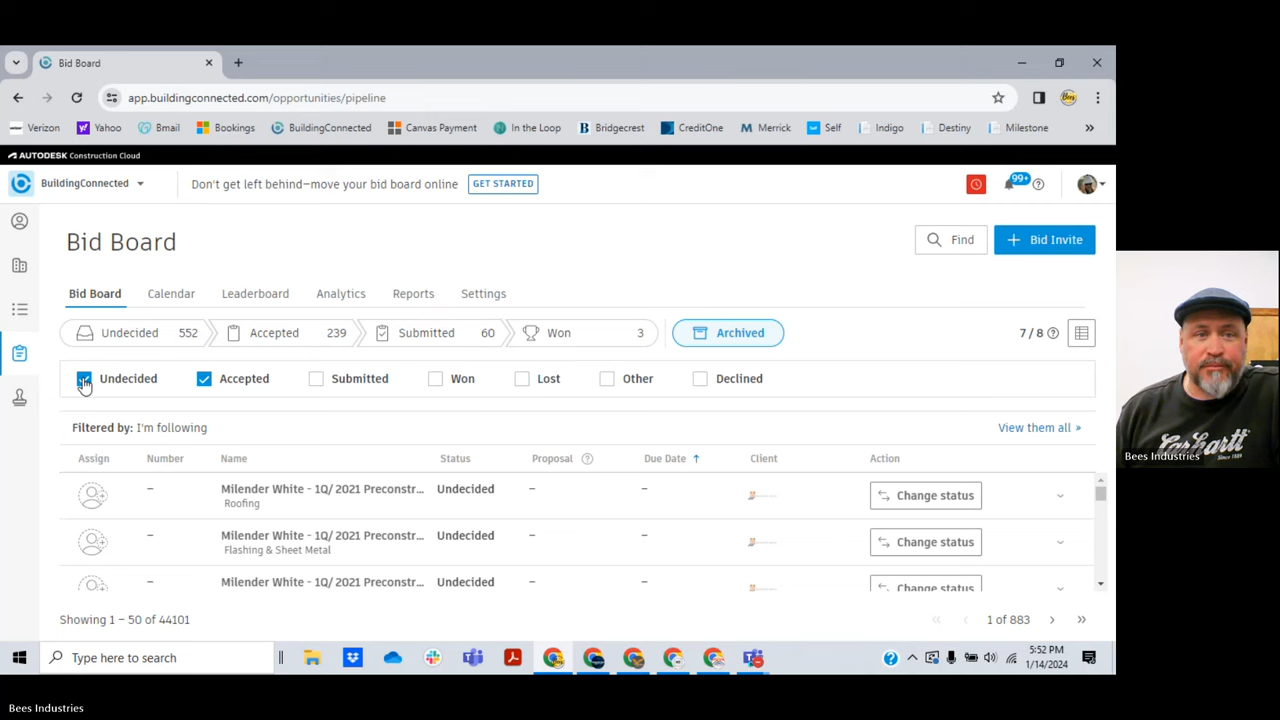 Bid Board
app.buildingconnected.com/opportunities/pipeline
Verizon Yahoo Bmail Bookings BuildingConnected Canvas Payment In the Loop Bridgecrest CreditOne Merrick Self Indigo Destiny Milestone »
AUTODESK Construction Cloud
BuildingConnected Don't get left behind—move your bid board online GET STARTED 99+
Bid Board Find + Bid Invite
Bid Board Calendar Leaderboard Analytics Reports Settings
Undecided 552 Accepted 239 Submitted 60 Won 3 Archived 7 / 8
Undecided Accepted Submitted Won Lost Other Declined
Filtered by: I'm following View them all »
Assign Number Name Status Proposal Due Date Client Action
– Milender White - 1Q/ 2021 Preconstr... Undecided – – Change status
Roofing
– Milender White - 1Q/ 2021 Preconstr... Undecided – – Change status
Flashing & Sheet Metal
– Milender White - 1Q/ 2021 Preconstr... Undecided – – Change status
Showing 1 – 50 of 44101 1 of 883
Carhartt
Bees Industries
Type here to search
5:52 PM
1/14/2024
Bees Industries